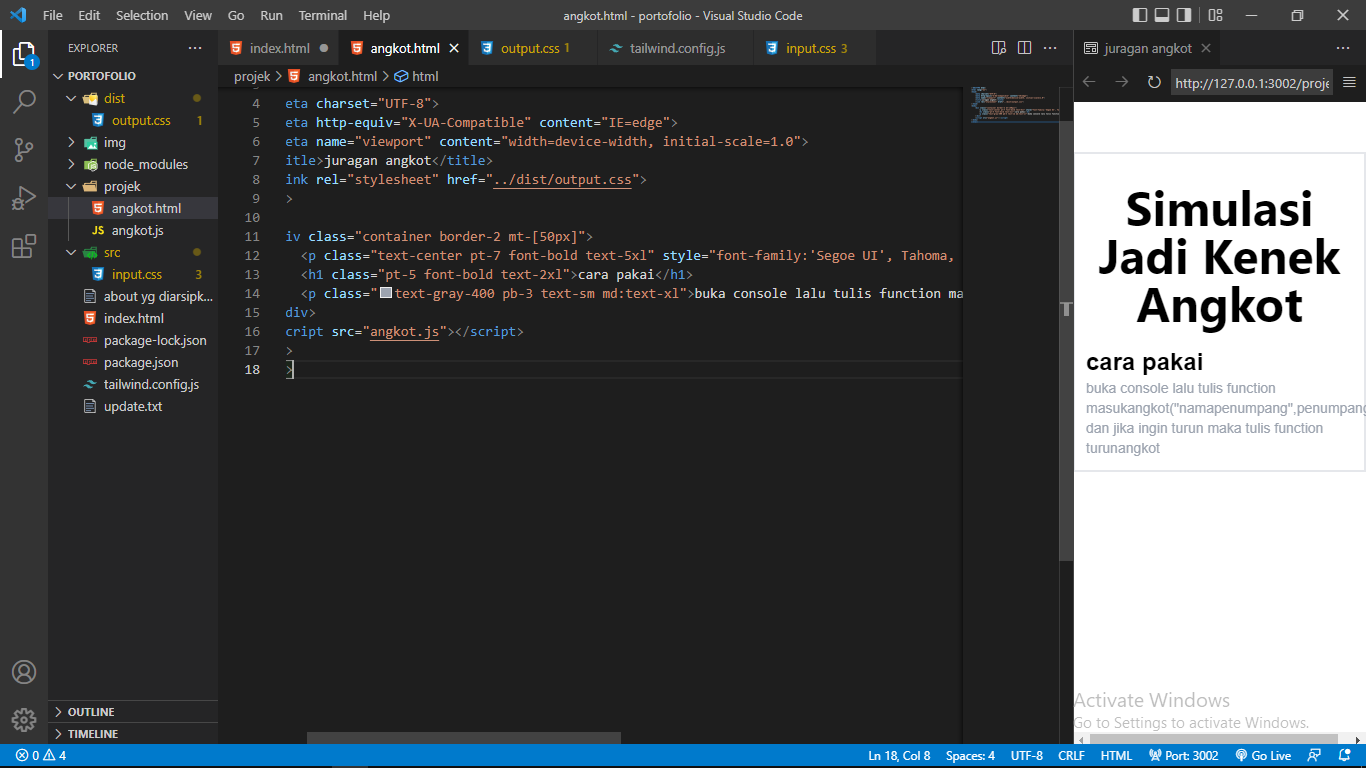 File Edit Selection View Go Run Terminal Help angkot.html - portofolio - Visual Studio Code
EXPLORER
PORTOFOLIO
dist
output.css 1
img
node_modules
projek
angkot.html
angkot.js
src
input.css 3
about yg diarsipk...
index.html
package-lock.json
package.json
tailwind.config.js
update.txt
OUTLINE
TIMELINE
index.html angkot.html output.css 1 tailwind.config.js input.css 3
projek > angkot.html > html
4 eta charset="UTF-8">
5 eta http-equiv="X-UA-Compatible" content="IE=edge">
6 eta name="viewport" content="width=device-width, initial-scale=1.0">
7 itle>juragan angkot</title>
8 ink rel="stylesheet" href="../dist/output.css">
9 >
10
11 iv class="container border-2 mt-[50px]">
12 <p class="text-center pt-7 font-bold text-5xl" style="font-family:'Segoe UI', Tahoma,
13 <h1 class="pt-5 font-bold text-2xl">cara pakai</h1>
14 <p class="text-gray-400 pb-3 text-sm md:text-xl">buka console lalu tulis function ma
15 div>
16 cript src="angkot.js"></script>
17 >
18 >
juragan angkot
http://127.0.0.1:3002/proje
Simulasi
Jadi Kenek
Angkot
cara pakai
buka console lalu tulis function
masukangkot("namapenumpang",penumpang
dan jika ingin turun maka tulis function
turunangkot
Activate Windows
Go to Settings to activate Windows.
0 4 Ln 18, Col 8 Spaces: 4 UTF-8 CRLF HTML Port: 3002 Go Live